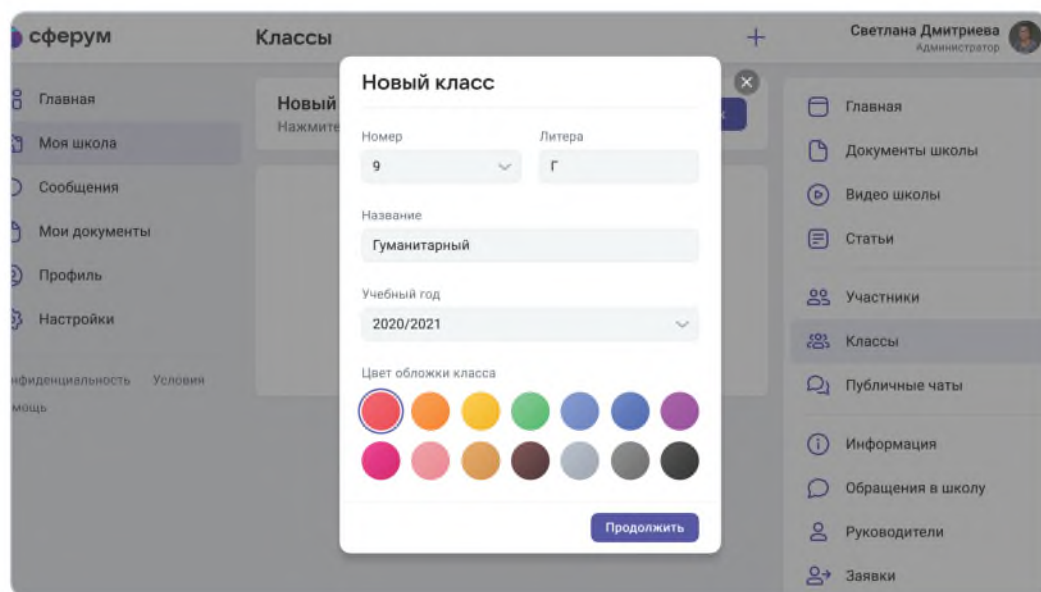 сферум
Классы
Светлана Дмитриева
Администратор
Главная
Моя школа
Сообщения
Мои документы
Профиль
Настройки
Условия
Новый
Нажмите
Новый класс
Номер
Литера
9
Г
Название
Гуманитарный
Учебный год
2020/2021
Цвет обложки класса
Продолжить
Главная
Документы школы
Видео школы
Статьи
Участники
Классы
Публичные чаты
Информация
Обращения в школу
Руководители
Заявки